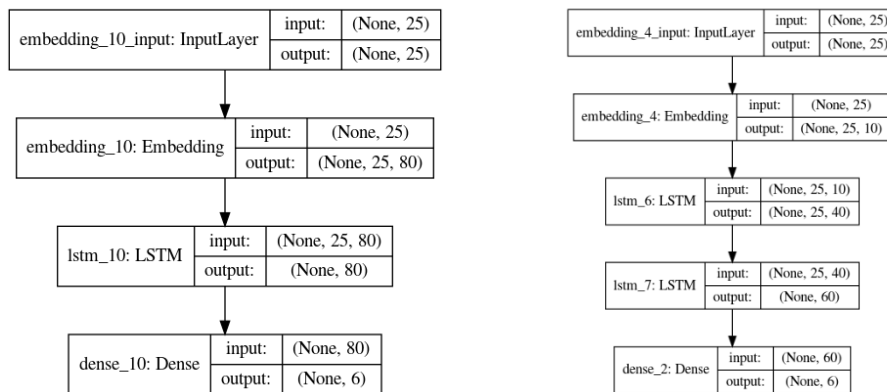 embedding_10_input: InputLayer
input: (None, 25)
output: (None, 25)
embedding_10: Embedding
input: (None, 25)
output: (None, 25, 80)
lstm_10: LSTM
input: (None, 25, 80)
output: (None, 80)
dense_10: Dense
input: (None, 80)
output: (None, 6)
embedding_4_input: InputLayer
input: (None, 25)
output: (None, 25)
embedding_4: Embedding
input: (None, 25)
output: (None, 25, 10)
lstm_6: LSTM
input: (None, 25, 10)
output: (None, 25, 40)
lstm_7: LSTM
input: (None, 25, 40)
output: (None, 60)
dense_2: Dense
input: (None, 60)
output: (None, 6)